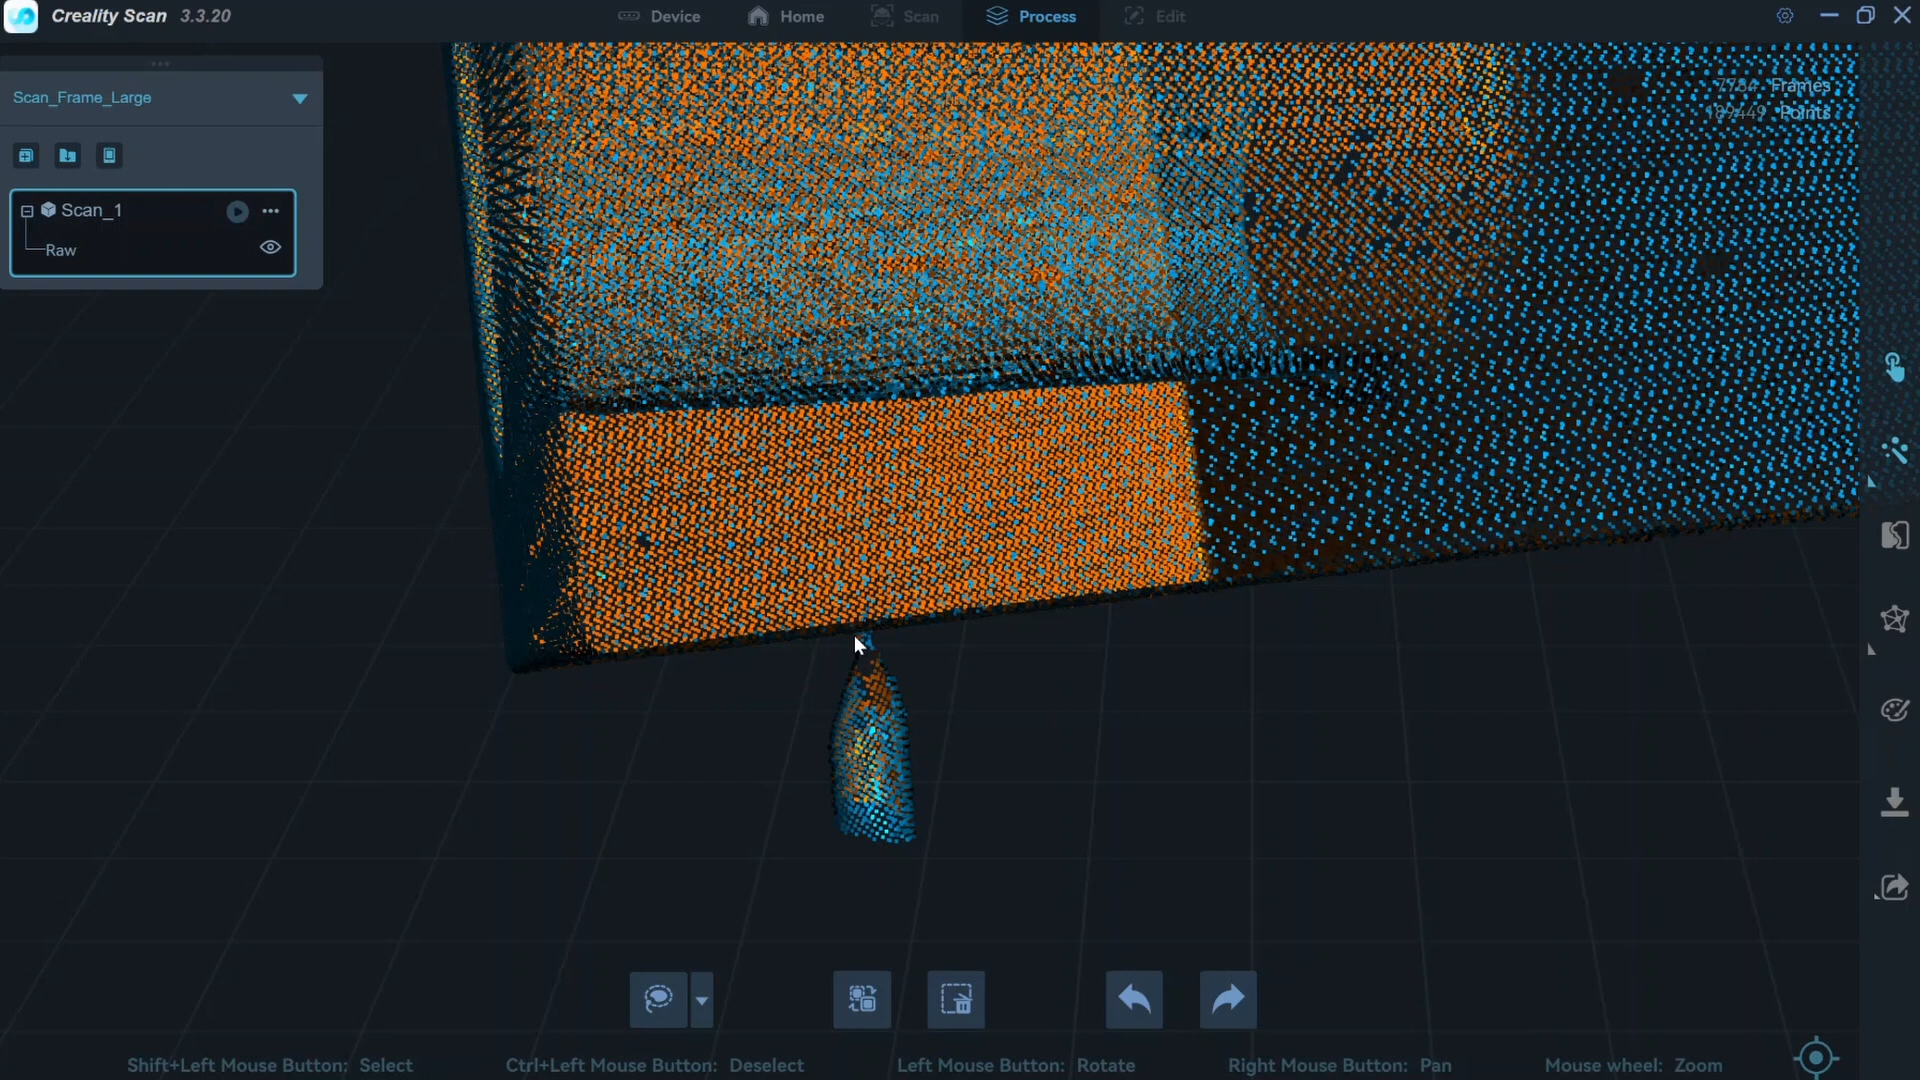 Creality Scan 3.3.20
Device
Home
Scan
Process
Edit
Scan_Frame_Large
Frames
189449 Points
Scan_1
Raw
Shift+Left Mouse Button: Select
Ctrl+Left Mouse Button: Deselect
Left Mouse Button: Rotate
Right Mouse Button: Pan
Mouse wheel: Zoom